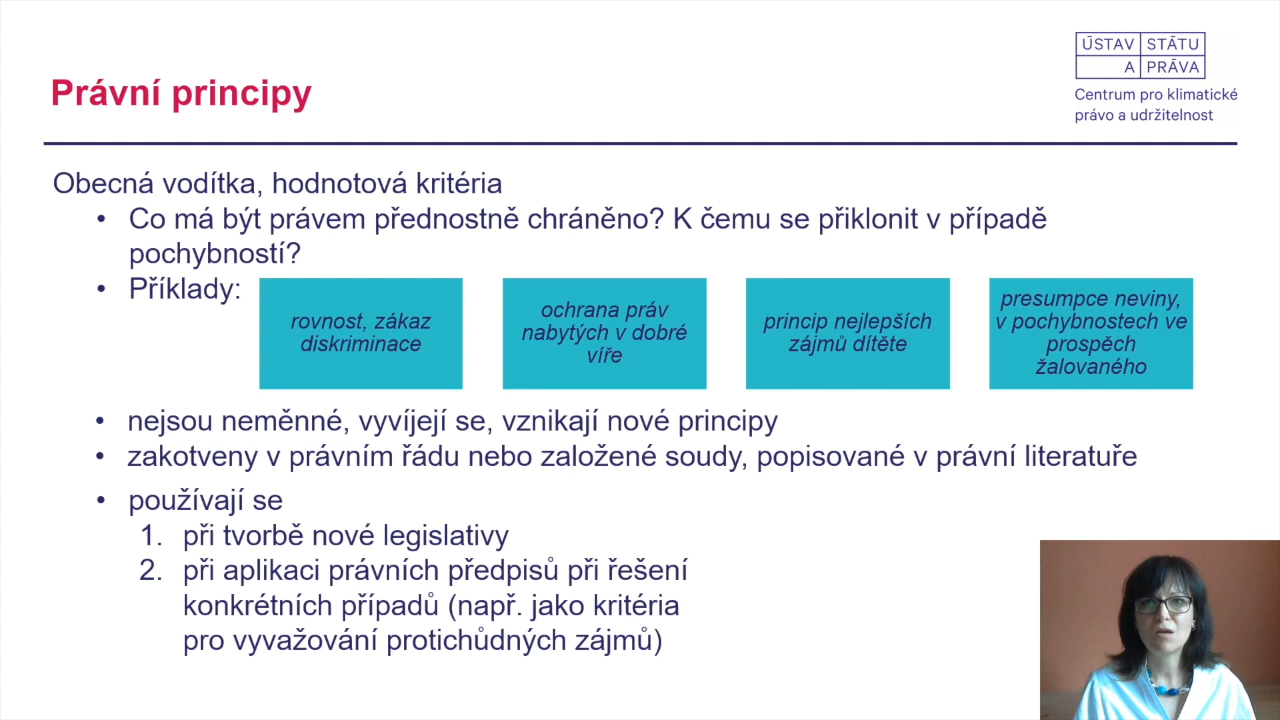 Právní principy
ÚSTAV STÁTU
A PRÁVA
Centrum pro klimatické
právo a udržitelnost
Obecná vodítka, hodnotová kritéria
• Co má být právem přednostně chráněno? K čemu se přiklonit v případě
pochybností?
• Příklady:
rovnost, zákaz
diskriminace
ochrana práv
nabytých v dobré
víře
princip nejlepších
zájmů dítěte
presumpce neviny,
v pochybnostech ve
prospěch
žalovaného
• nejsou neměnné, vyvíjejí se, vznikají nové principy
• zakotveny v právním řádu nebo založené soudy, popisované v právní literatuře
• používají se
1. při tvorbě nové legislativy
2. při aplikaci právních předpisů při řešení
konkrétních případů (např. jako kritéria
pro vyvažování protichůdných zájmů)